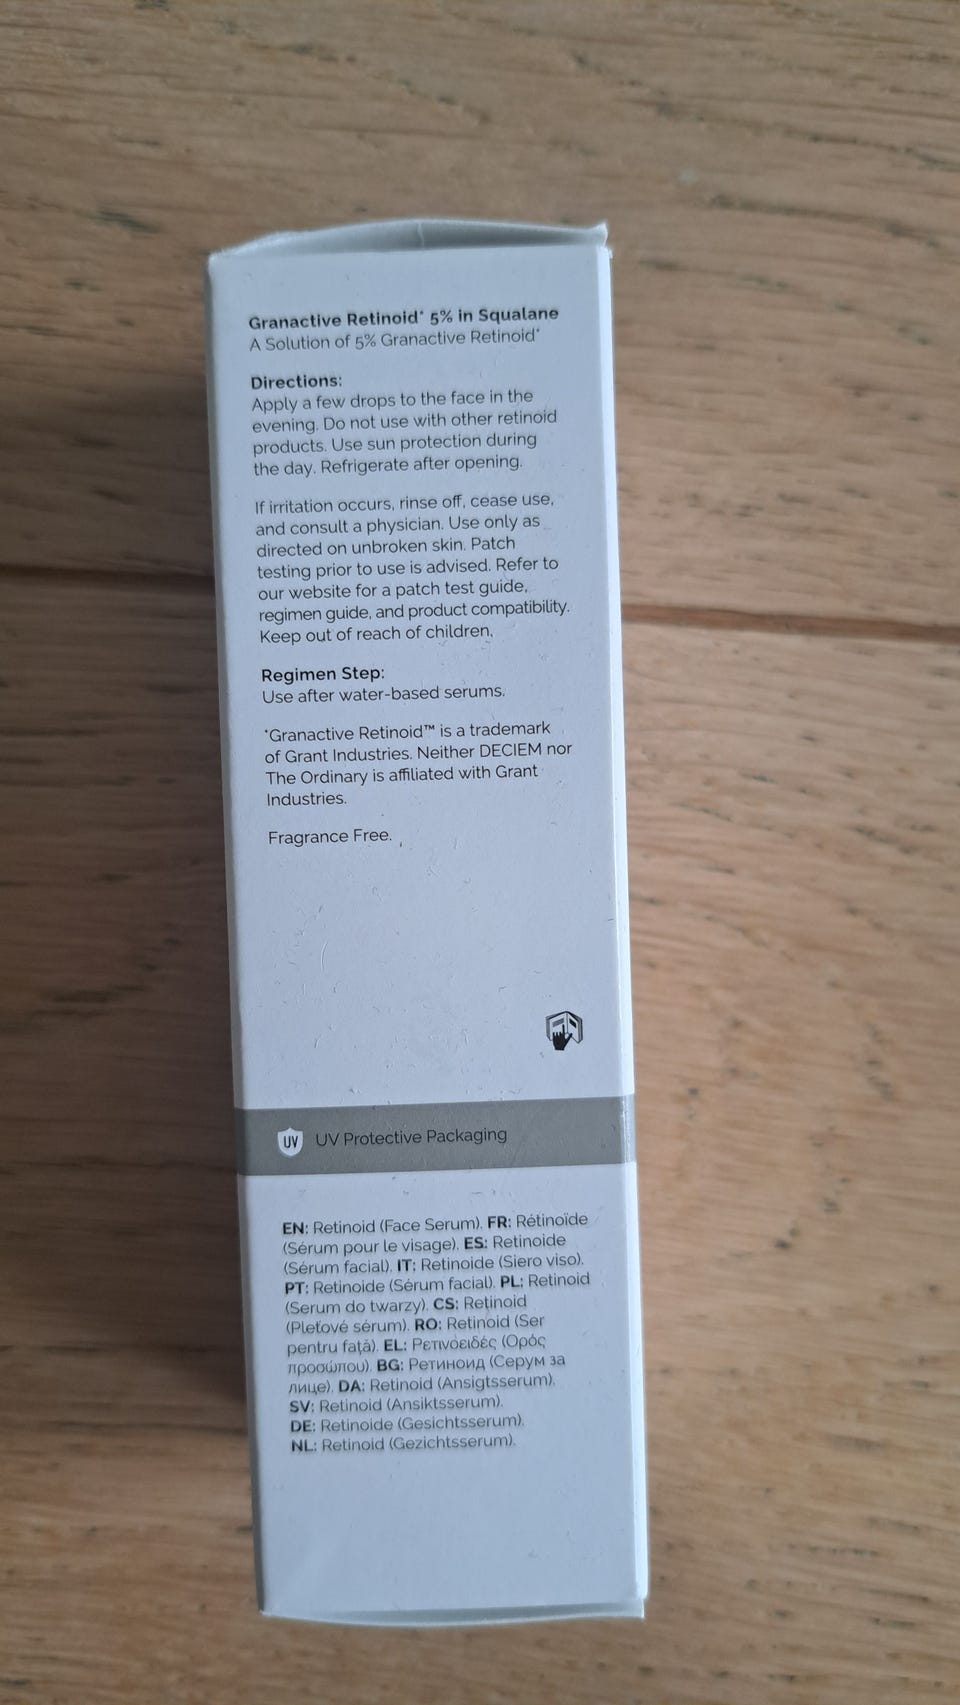 Granactive Retinoid* 5% in Squalane
A Solution of 5% Granactive Retinoid*
Directions:
Apply a few drops to the face in the
evening. Do not use with other retinoid
products. Use sun protection during
the day. Refrigerate after opening.
If irritation occurs, rinse off, cease use,
and consult a physician. Use only as
directed on unbroken skin. Patch
testing prior to use is advised. Refer to
our website for a patch test guide,
regimen guide, and product compatibility.
Keep out of reach of children.
Regimen Step:
Use after water-based serums.
*Granactive Retinoid™ is a trademark
of Grant Industries. Neither DECIEM nor
The Ordinary is affiliated with Grant
Industries.
Fragrance Free.
UV UV Protective Packaging
EN: Retinoid (Face Serum). FR: Rétinoïde
(Sérum pour le visage). ES: Retinoide
(Sérum facial). IT: Retinoide (Siero viso).
PT: Retinoide (Sérum facial). PL: Retinoid
(Serum do twarzy). CS: Retinoid
(Pleťové sérum). RO: Retinoid (Ser
pentru față). EL: Ρετινοειδές (Ορός
προσώπου). BG: Ретиноид (Серум за
лице). DA: Retinoid (Ansigtsserum).
SV: Retinoid (Ansiktsserum).
DE: Retinoide (Gesichtsserum).
NL: Retinoid (Gezichtsserum).